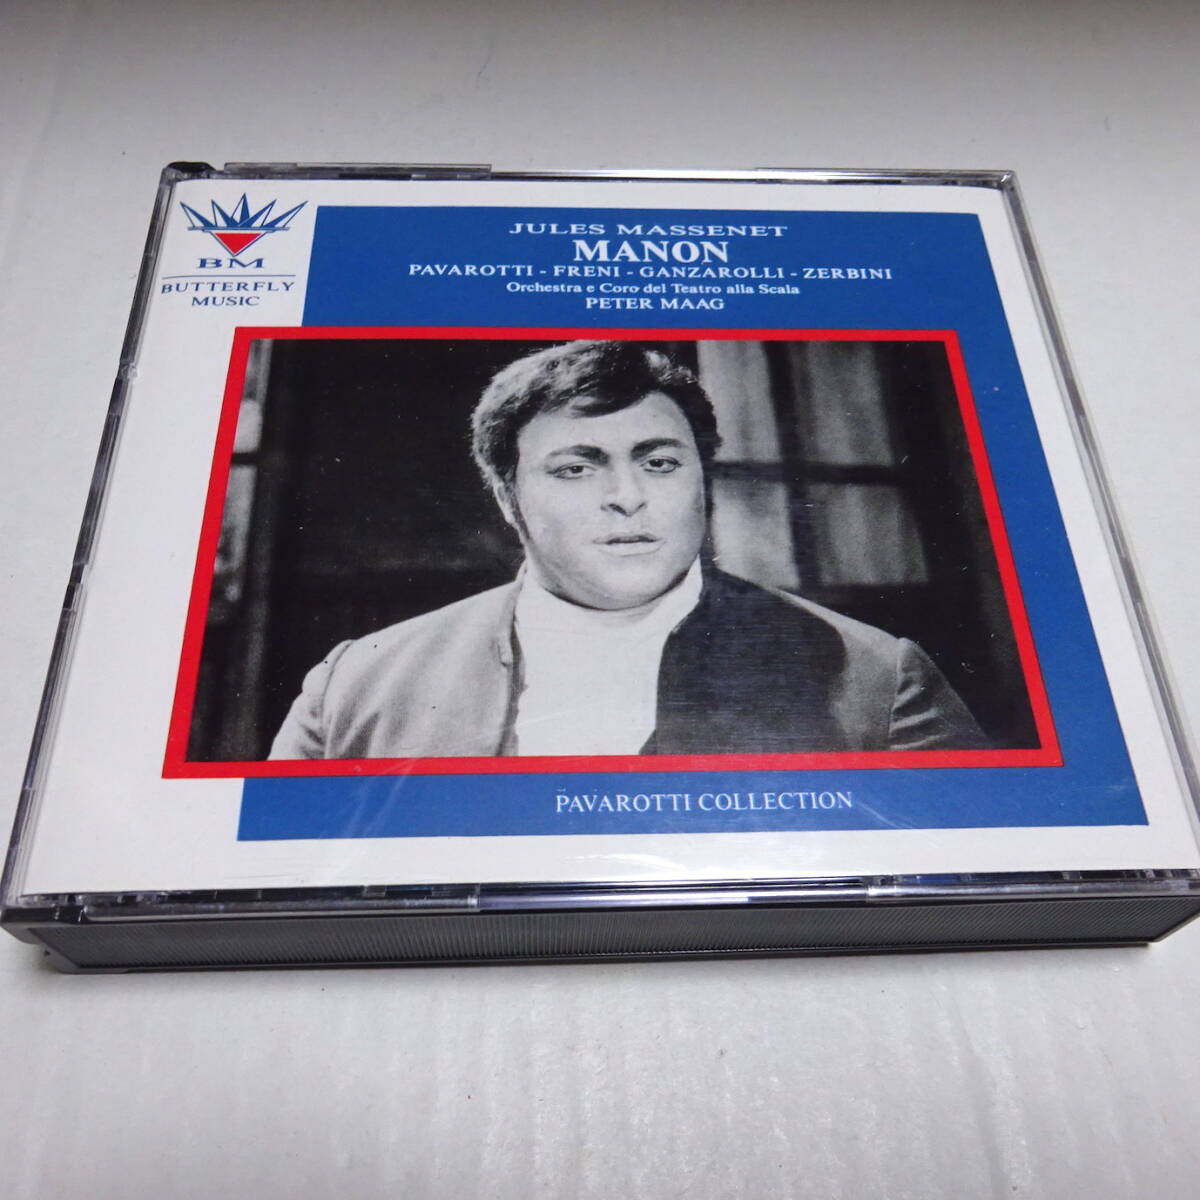 BM
BUTTERFLY
MUSIC
JULES MASSENET
MANON
PAVAROTTI - FRENI - GANZAROLLI - ZERBINI
Orchestra e Coro del Teatro alla Scala
PETER MAAG
PAVAROTTI COLLECTION